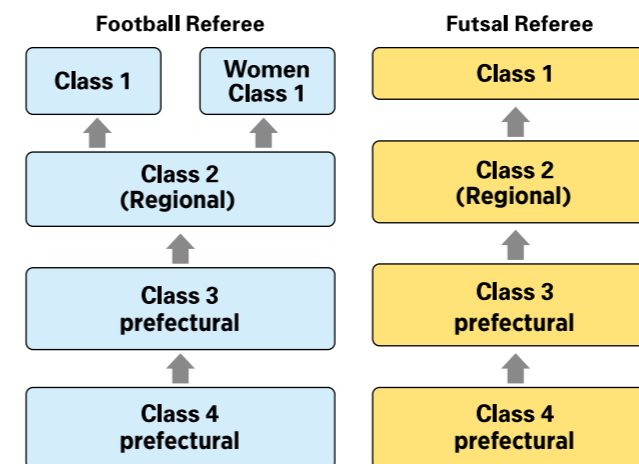 Football Referee
Class 1
Women
Class 1
Class 2
(Regional)
Class 3
prefectural
Class 4
prefectural
Futsal Referee
Class 1
Class 2
(Regional)
Class 3
prefectural
Class 4
prefectural